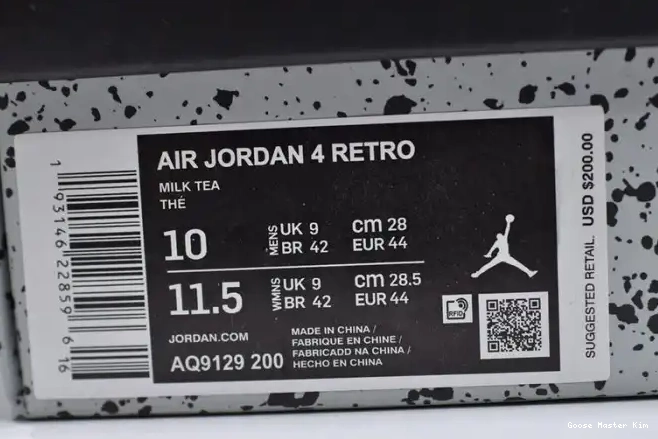 AIR JORDAN 4 RETRO
MILK TEA
THÉ
10
MENS
UK 9
cm 28
BR 42
EUR 44
11.5
WMNS
UK 9
cm 28.5
BR 42
EUR 44
JORDAN.COM
AQ9129 200
MADE IN CHINA /
FABRIQUE EN CHINE /
FABRICADO NA CHINA /
HECHO EN CHINA
RFID
SUGGESTED RETAIL. USD $200.00
1 93146 22859 6 16
Goose Master Kim